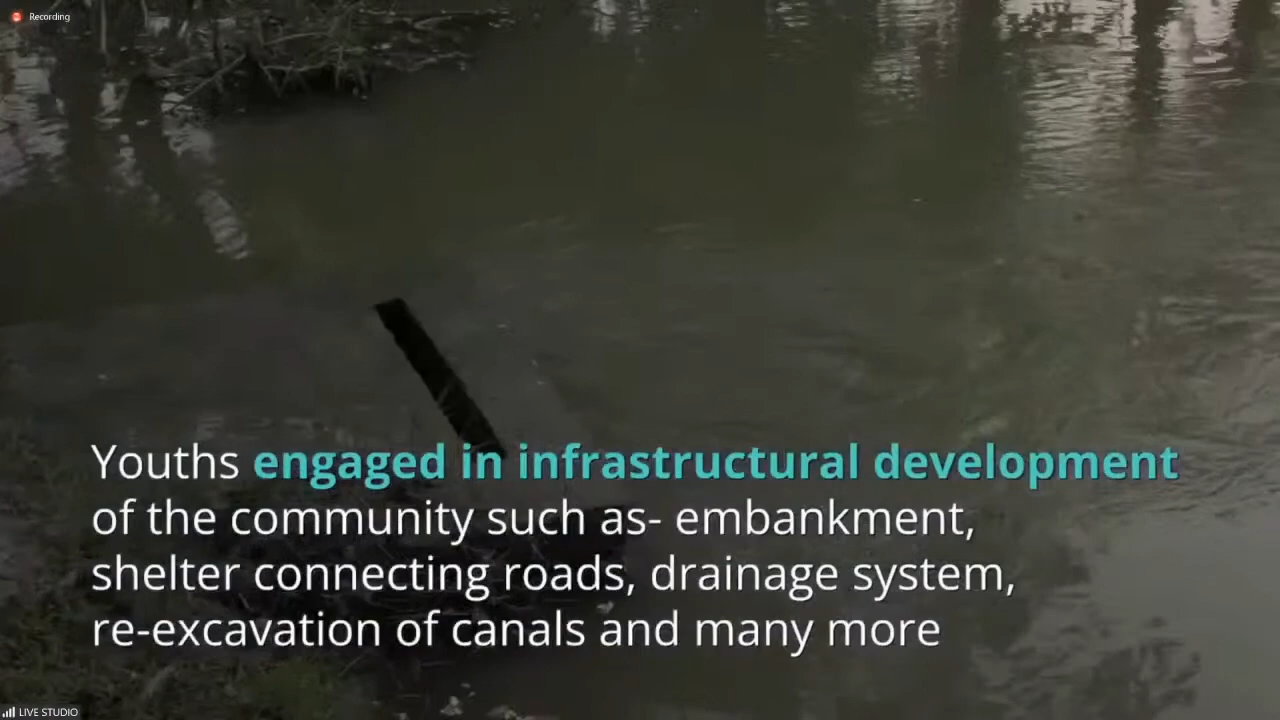 Recording
Youths engaged in infrastructural development
of the community such as- embankment,
shelter connecting roads, drainage system,
re-excavation of canals and many more
LIVE STUDIO